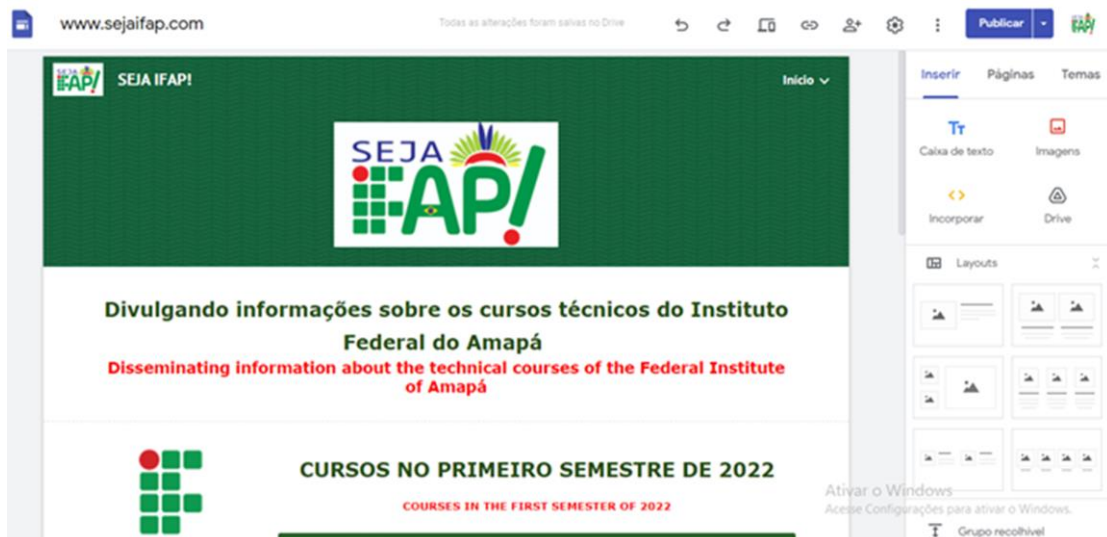 www.sejaifap.com
Todas as alterações foram salvas no Drive
Publicar
SEJA IFAP!
Início
SEJA
IFAP!
Divulgando informações sobre os cursos técnicos do Instituto
Federal do Amapá
Disseminating information about the technical courses of the Federal Institute
of Amapá
CURSOS NO PRIMEIRO SEMESTRE DE 2022
COURSES IN THE FIRST SEMESTER OF 2022
Inserir Páginas Temas
Caixa de texto Imagens
Incorporar Drive
Layouts
Ativar o Windows
Acesse Configurações para ativar o Windows.
Grupo recolhível